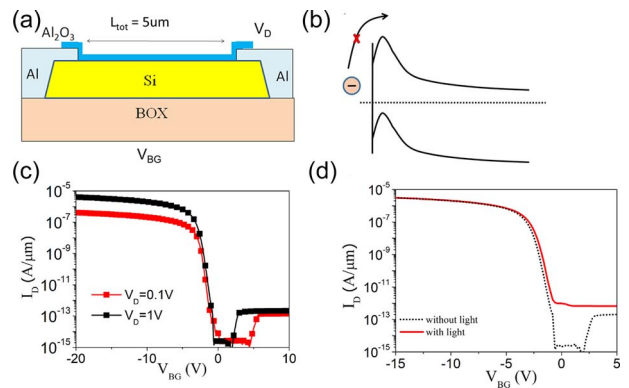 (a)
Al2O3
Ltot = 5um
VD
Al
Si
Al
BOX
VBG
(b)
−
(c)
ID (A/μm)
10-5
10-7
10-9
10-11
10-13
10-15
VD=0.1V
VD=1V
-20
-10
0
10
VBG (V)
(d)
ID (A/μm)
10-5
10-7
10-9
10-11
10-13
10-15
without light
with light
-15
-10
-5
0
5
VBG (V)